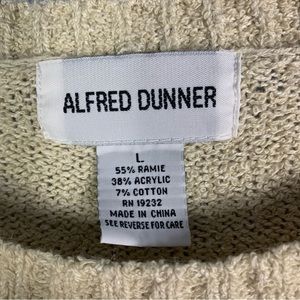 ALFRED DUNNER
L
55% RAMIE
38% ACRYLIC
7% COTTON
RN 19232
MADE IN CHINA
SEE REVERSE FOR CARE